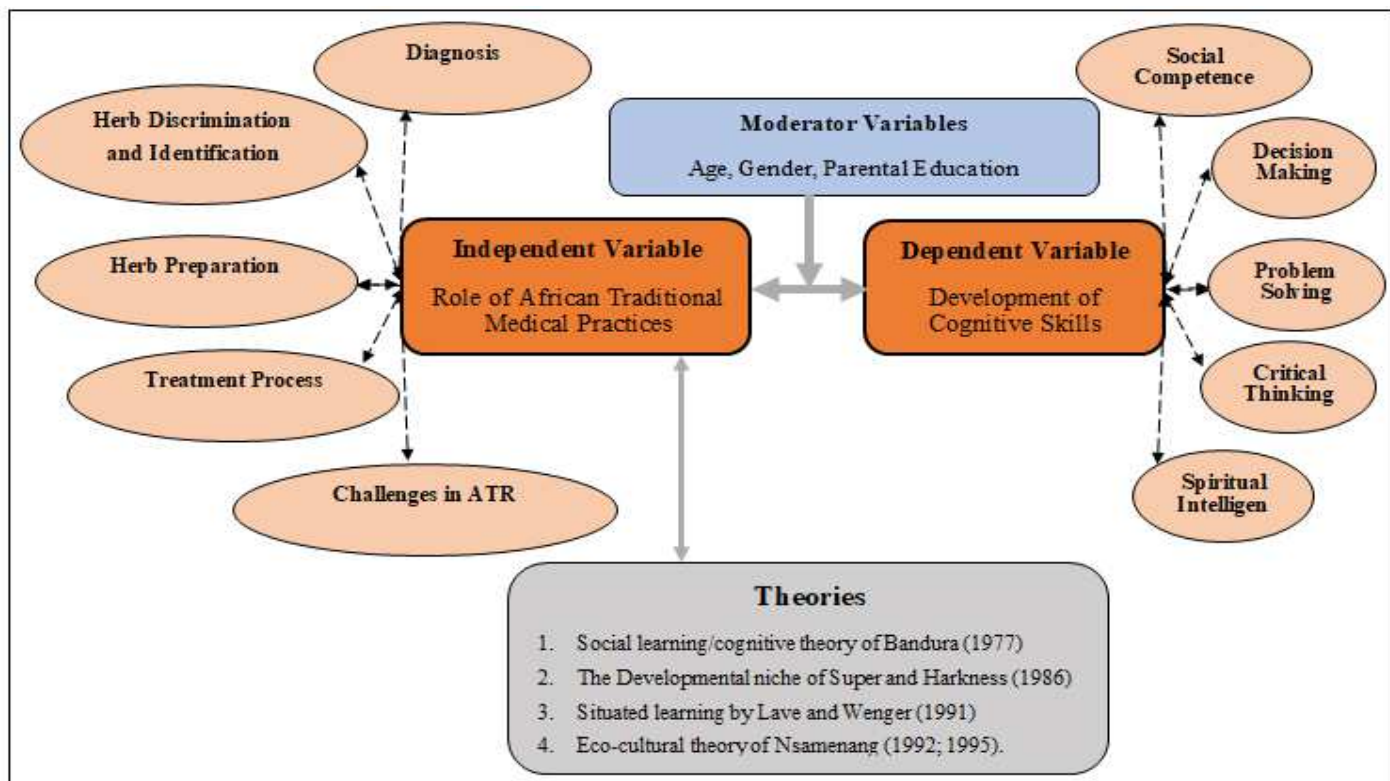 Diagnosis
Herb Discrimination
and Identification
Herb Preparation
Treatment Process
Challenges in ATR
Moderator Variables
Age, Gender, Parental Education
Independent Variable
Role of African Traditional
Medical Practices
Dependent Variable
Development of
Cognitive Skills
Social
Competence
Decision
Making
Problem
Solving
Critical
Thinking
Spiritual
Intelligen
Theories
1. Social learning/cognitive theory of Bandura (1977)
2. The Developmental niche of Super and Harkness (1986)
3. Situated learning by Lave and Wenger (1991)
4. Eco-cultural theory of Nsamenang (1992; 1995).